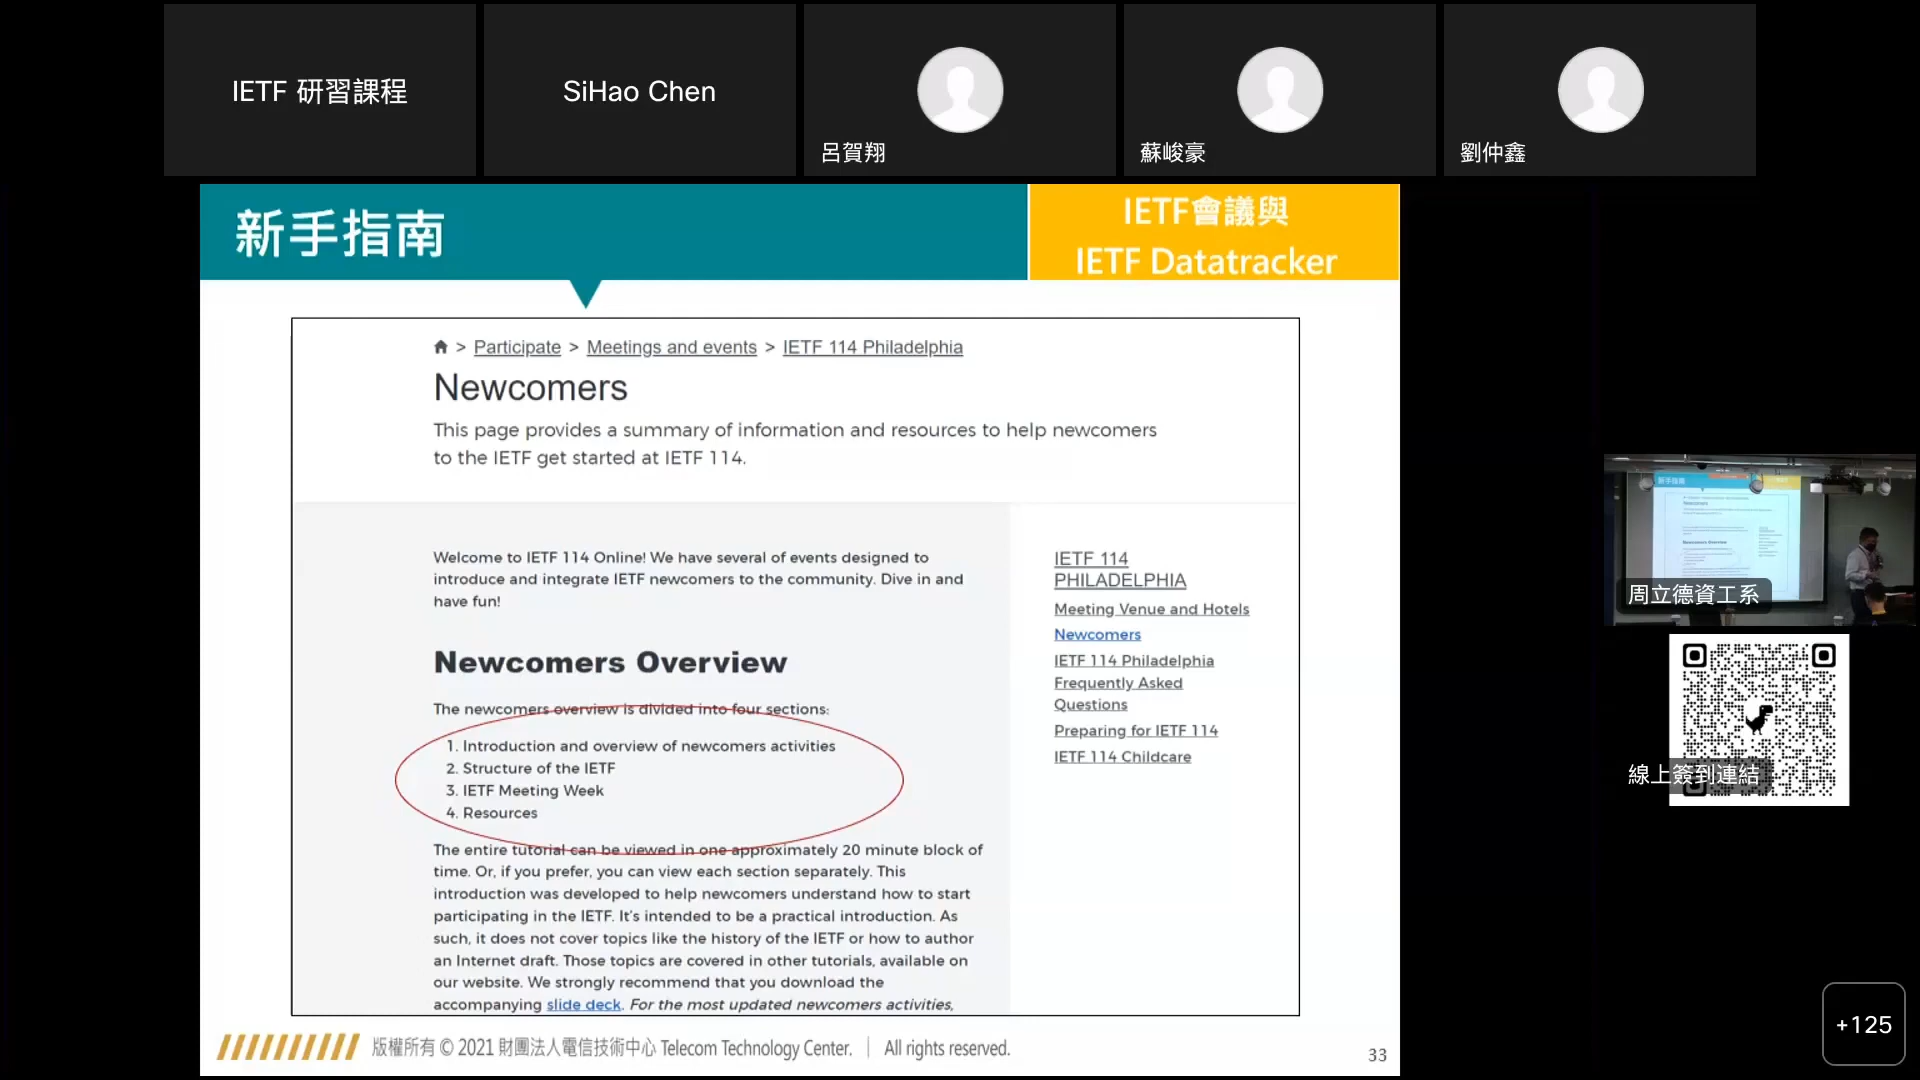 IETF 研習課程
SiHao Chen
呂賀翔
蘇峻豪
劉仲鑫
新手指南
IETF會議與
IETF Datatracker
> Participate > Meetings and events > IETF 114 Philadelphia
Newcomers
This page provides a summary of information and resources to help newcomers
to the IETF get started at IETF 114.
Welcome to IETF 114 Online! We have several of events designed to
introduce and integrate IETF newcomers to the community. Dive in and
have fun!
Newcomers Overview
The newcomers overview is divided into four sections:
1. Introduction and overview of newcomers activities
2. Structure of the IETF
3. IETF Meeting Week
4. Resources
The entire tutorial can be viewed in one approximately 20 minute block of
time. Or, if you prefer, you can view each section separately. This
introduction was developed to help newcomers understand how to start
participating in the IETF. It's intended to be a practical introduction. As
such, it does not cover topics like the history of the IETF or how to author
an Internet draft. Those topics are covered in other tutorials, available on
our website. We strongly recommend that you download the
accompanying slide deck. For the most updated newcomers activities,
IETF 114
PHILADELPHIA
Meeting Venue and Hotels
Newcomers
IETF 114 Philadelphia
Frequently Asked
Questions
Preparing for IETF 114
IETF 114 Childcare
版權所有 © 2021 財團法人電信技術中心 Telecom Technology Center. | All rights reserved.
33
新手指南
Newcomers Overview
周立德資工系
線上簽到連結
+125